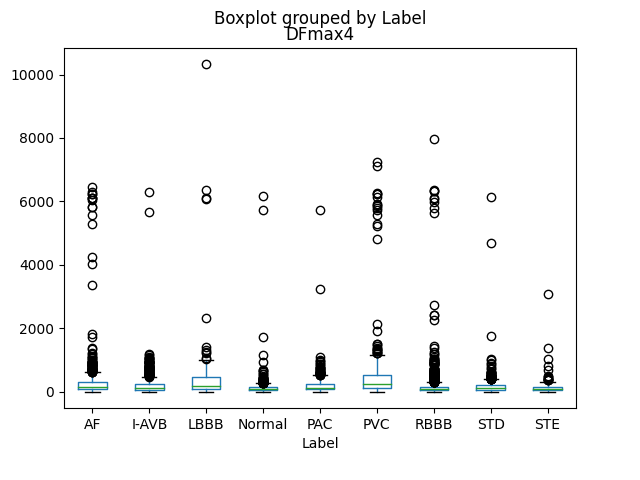 Boxplot grouped by Label
DFmax4
10000
8000
6000
4000
2000
0
AF I-AVB LBBB Normal PAC PVC RBBB STD STE
Label